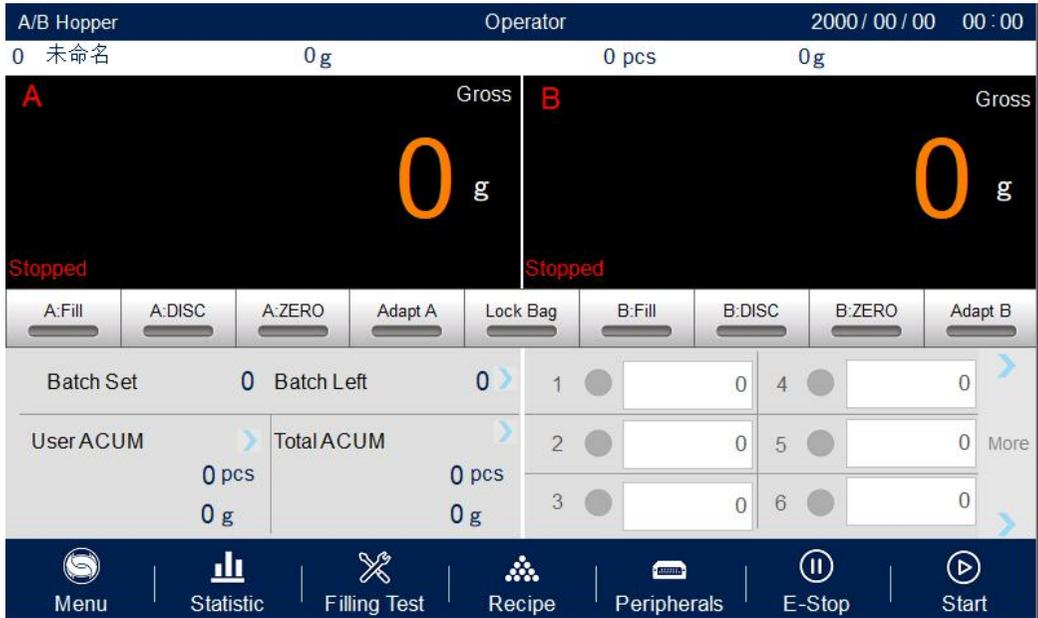 A/B Hopper Operator 2000/00/00 00:00
0 未命名 0g 0 pcs 0g
A Gross B Gross
0 g 0 g
Stopped Stopped
A:Fill A:DISC A:ZERO Adapt A Lock Bag B:Fill B:DISC B:ZERO Adapt B
Batch Set 0 Batch Left 0 1 0 4 0
User ACUM Total ACUM 2 0 5 0 More
0 pcs 0 pcs
0 g 0 g 3 0 6 0
Menu Statistic Filling Test Recipe Peripherals E-Stop Start